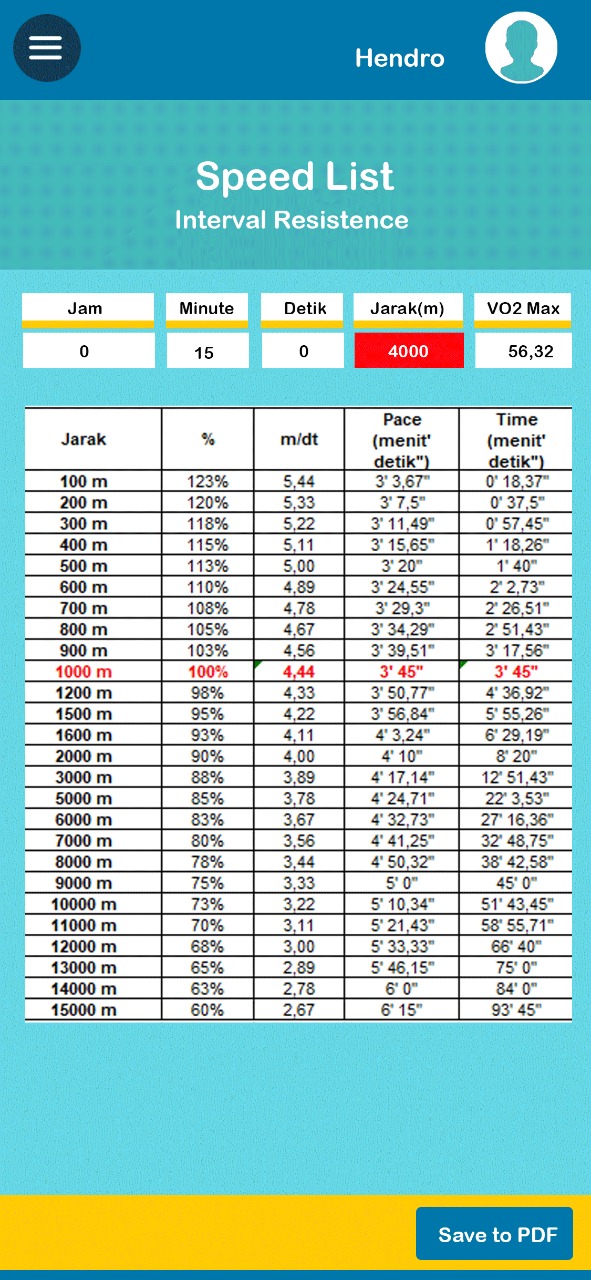 Hendro
Speed List
Interval Resistence
Jam Minute Detik Jarak(m) VO2 Max
0 15 0 4000 56,32
Jarak % m/dt Pace (menit' detik") Time (menit' detik")
100 m 123% 5,44 3' 3,67" 0' 18,37"
200 m 120% 5,33 3' 7,5" 0' 37,5"
300 m 118% 5,22 3' 11,49" 0' 57,45"
400 m 115% 5,11 3' 15,65" 1' 18,26"
500 m 113% 5,00 3' 20" 1' 40"
600 m 110% 4,89 3' 24,55" 2' 2,73"
700 m 108% 4,78 3' 29,3" 2' 26,51"
800 m 105% 4,67 3' 34,29" 2' 51,43"
900 m 103% 4,56 3' 39,51" 3' 17,56"
1000 m 100% 4,44 3' 45" 3' 45"
1200 m 98% 4,33 3' 50,77" 4' 36,92"
1500 m 95% 4,22 3' 56,84" 5' 55,26"
1600 m 93% 4,11 4' 3,24" 6' 29,19"
2000 m 90% 4,00 4' 10" 8' 20"
3000 m 88% 3,89 4' 17,14" 12' 51,43"
5000 m 85% 3,78 4' 24,71" 22' 3,53"
6000 m 83% 3,67 4' 32,73" 27' 16,36"
7000 m 80% 3,56 4' 41,25" 32' 48,75"
8000 m 78% 3,44 4' 50,32" 38' 42,58"
9000 m 75% 3,33 5' 0" 45' 0"
10000 m 73% 3,22 5' 10,34" 51' 43,45"
11000 m 70% 3,11 5' 21,43" 58' 55,71"
12000 m 68% 3,00 5' 33,33" 66' 40"
13000 m 65% 2,89 5' 46,15" 75' 0"
14000 m 63% 2,78 6' 0" 84' 0"
15000 m 60% 2,67 6' 15" 93' 45"
Save to PDF